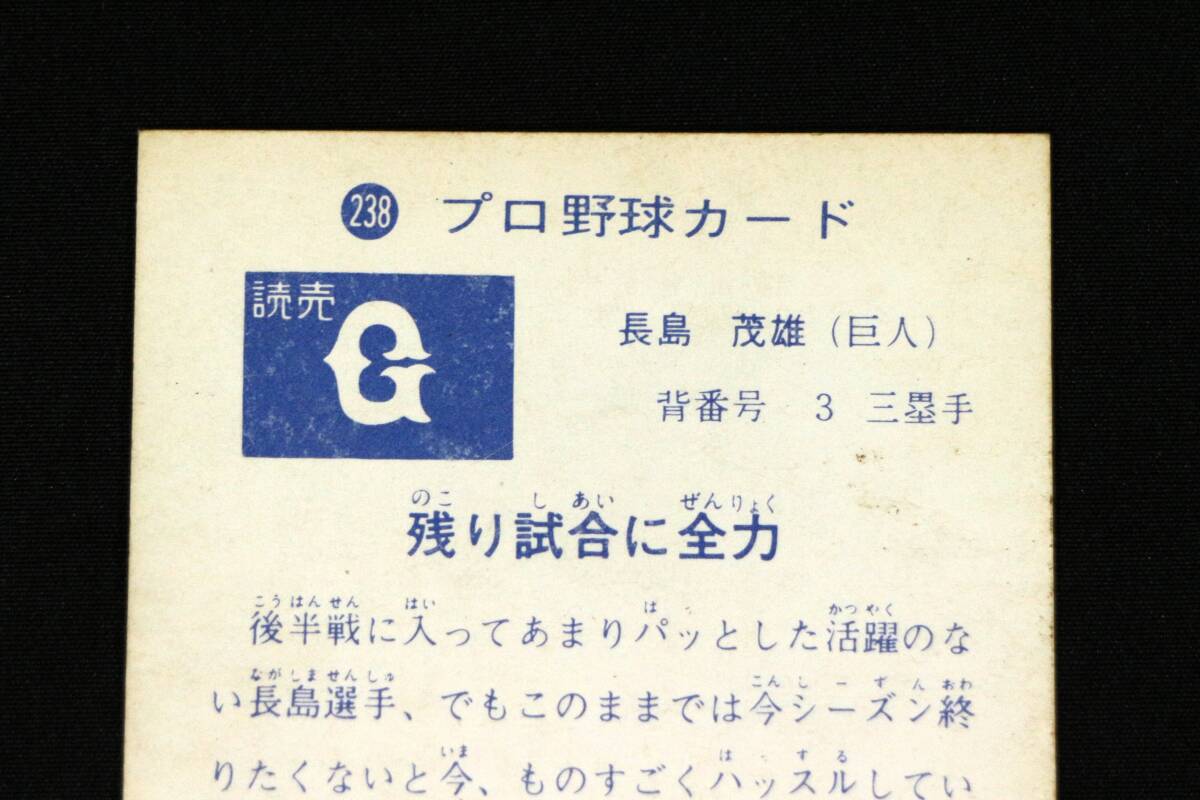 238 プロ野球カード
読売
G
長島 茂雄(巨人)
背番号 3 三塁手
のこ しあい ぜんりょく
残り試合に全力
こうはんせん はい ぱっ かつやく
後半戦に入ってあまりパッとした活躍のな
ながしませんしゅ こんしーずんおわ
い長島選手、でもこのままでは今シーズン終
いま はっする
りたくないと今、ものすごくハッスルしてい